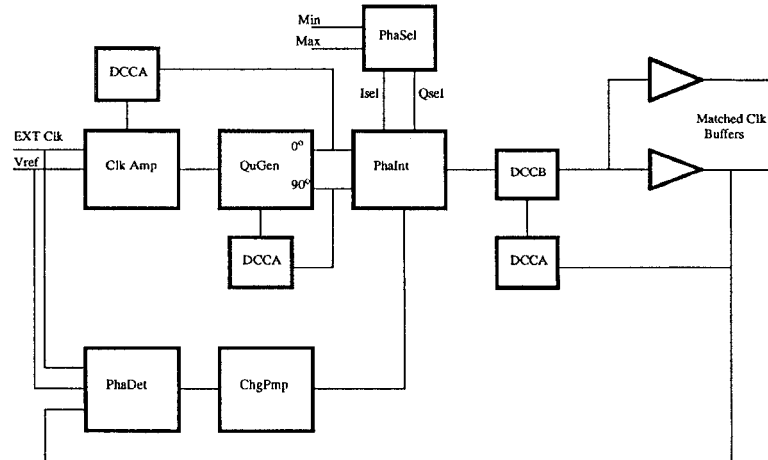 Min
Max
PhaSel
DCCA
Isel
Qsel
Matched Clk
Buffers
EXT Clk
Vref
Clk Amp
QuGen
0°
90°
PhaInt
DCCB
DCCA
DCCA
PhaDet
ChgPmp